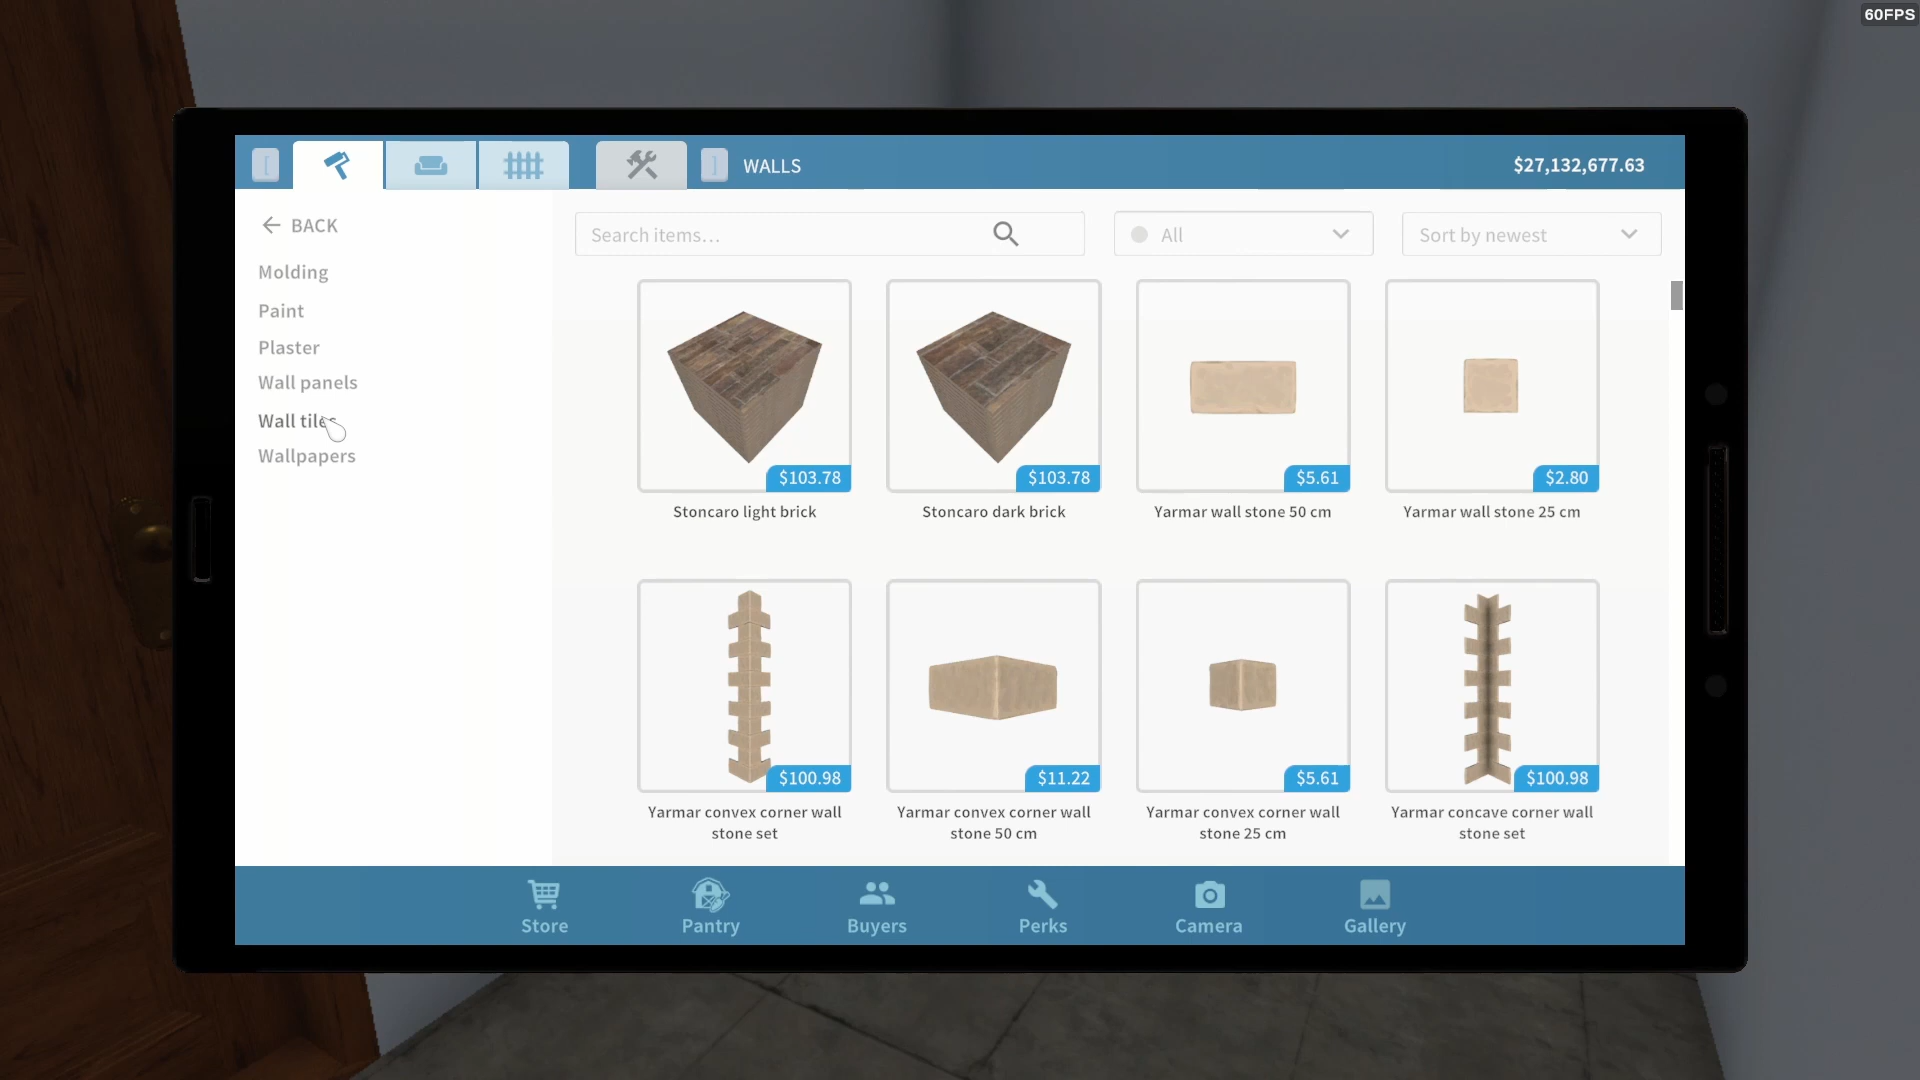 60FPS
[
] WALLS
$27,132,677.63
BACK
Search items...
All
Sort by newest
Molding
Paint
Plaster
Wall panels
Wall tiles
Wallpapers
$103.78
$103.78
$5.61
$2.80
Stoncaro light brick
Stoncaro dark brick
Yarmar wall stone 50 cm
Yarmar wall stone 25 cm
$100.98
$11.22
$5.61
$100.98
Yarmar convex corner wall
stone set
Yarmar convex corner wall
stone 50 cm
Yarmar convex corner wall
stone 25 cm
Yarmar concave corner wall
stone set
Store
Pantry
Buyers
Perks
Camera
Gallery